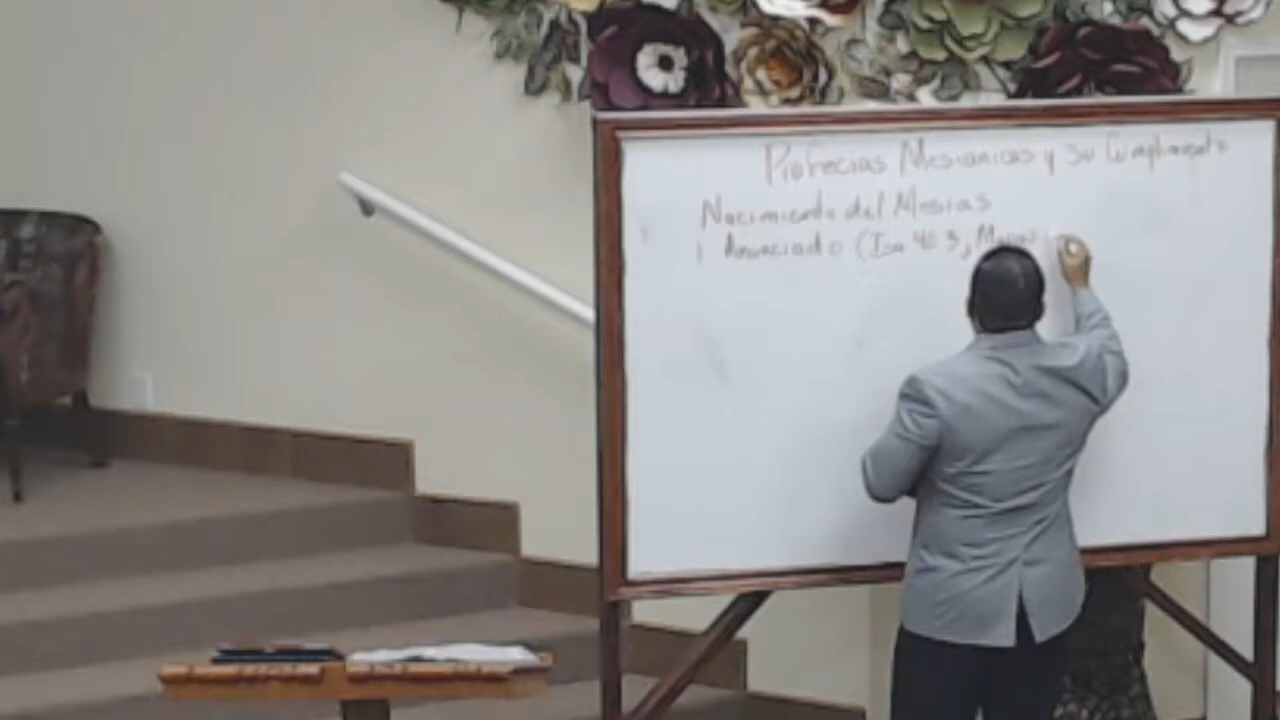 Profecias Mesianicas y su Cumplimiento
Nacimiento del Mesias
1 Anunciado (Isa 40:3,